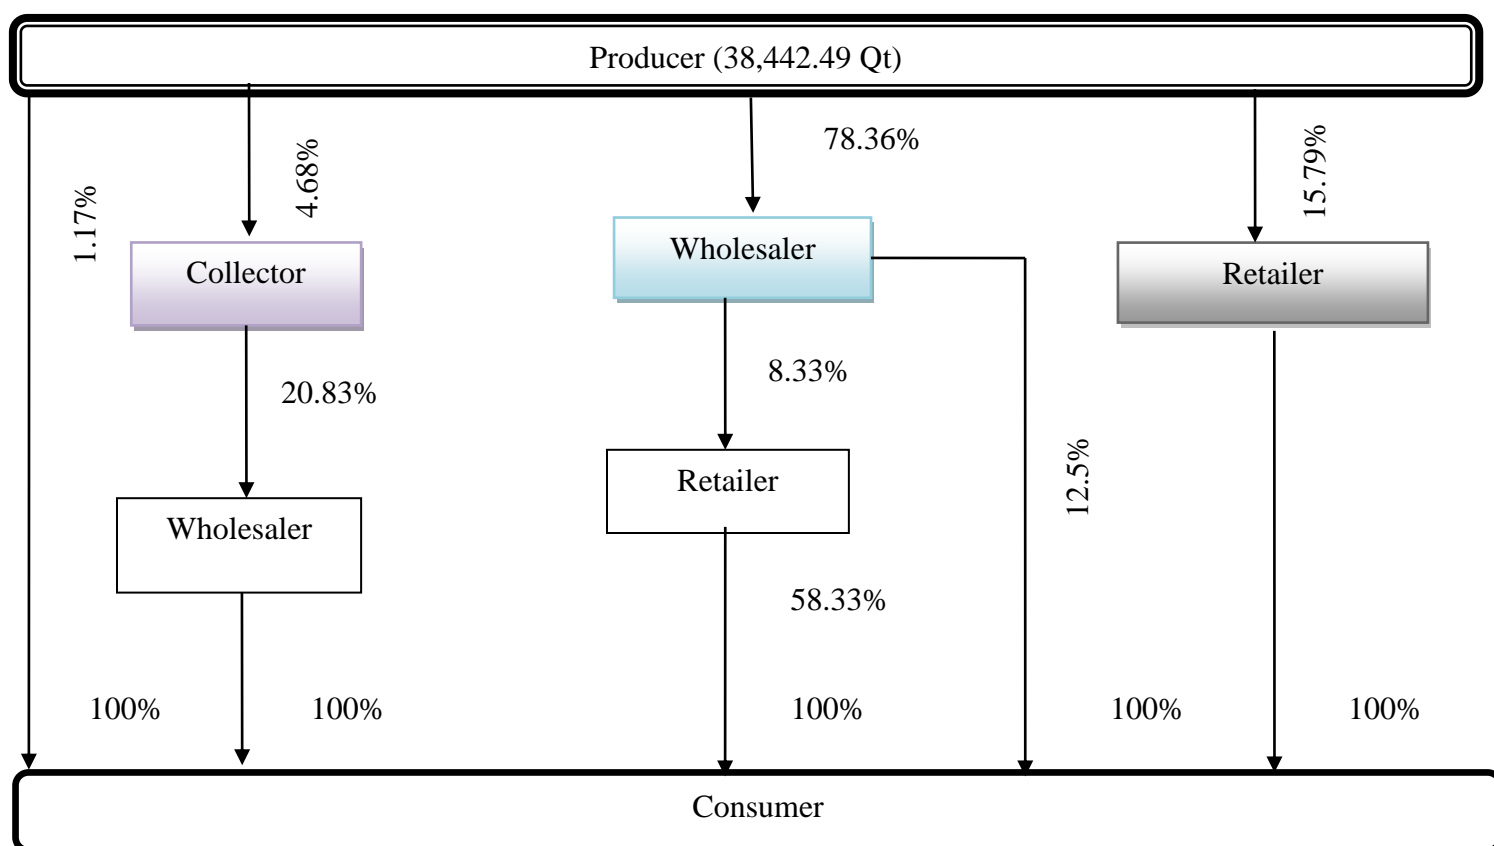 Producer (38,442.49 Qt)
78.36%
15.79%
4.68%
1.17%
Wholesaler
Collector
Retailer
8.33%
20.83%
12.5%
Retailer
Wholesaler
58.33%
100%
100%
100%
100%
100%
Consumer